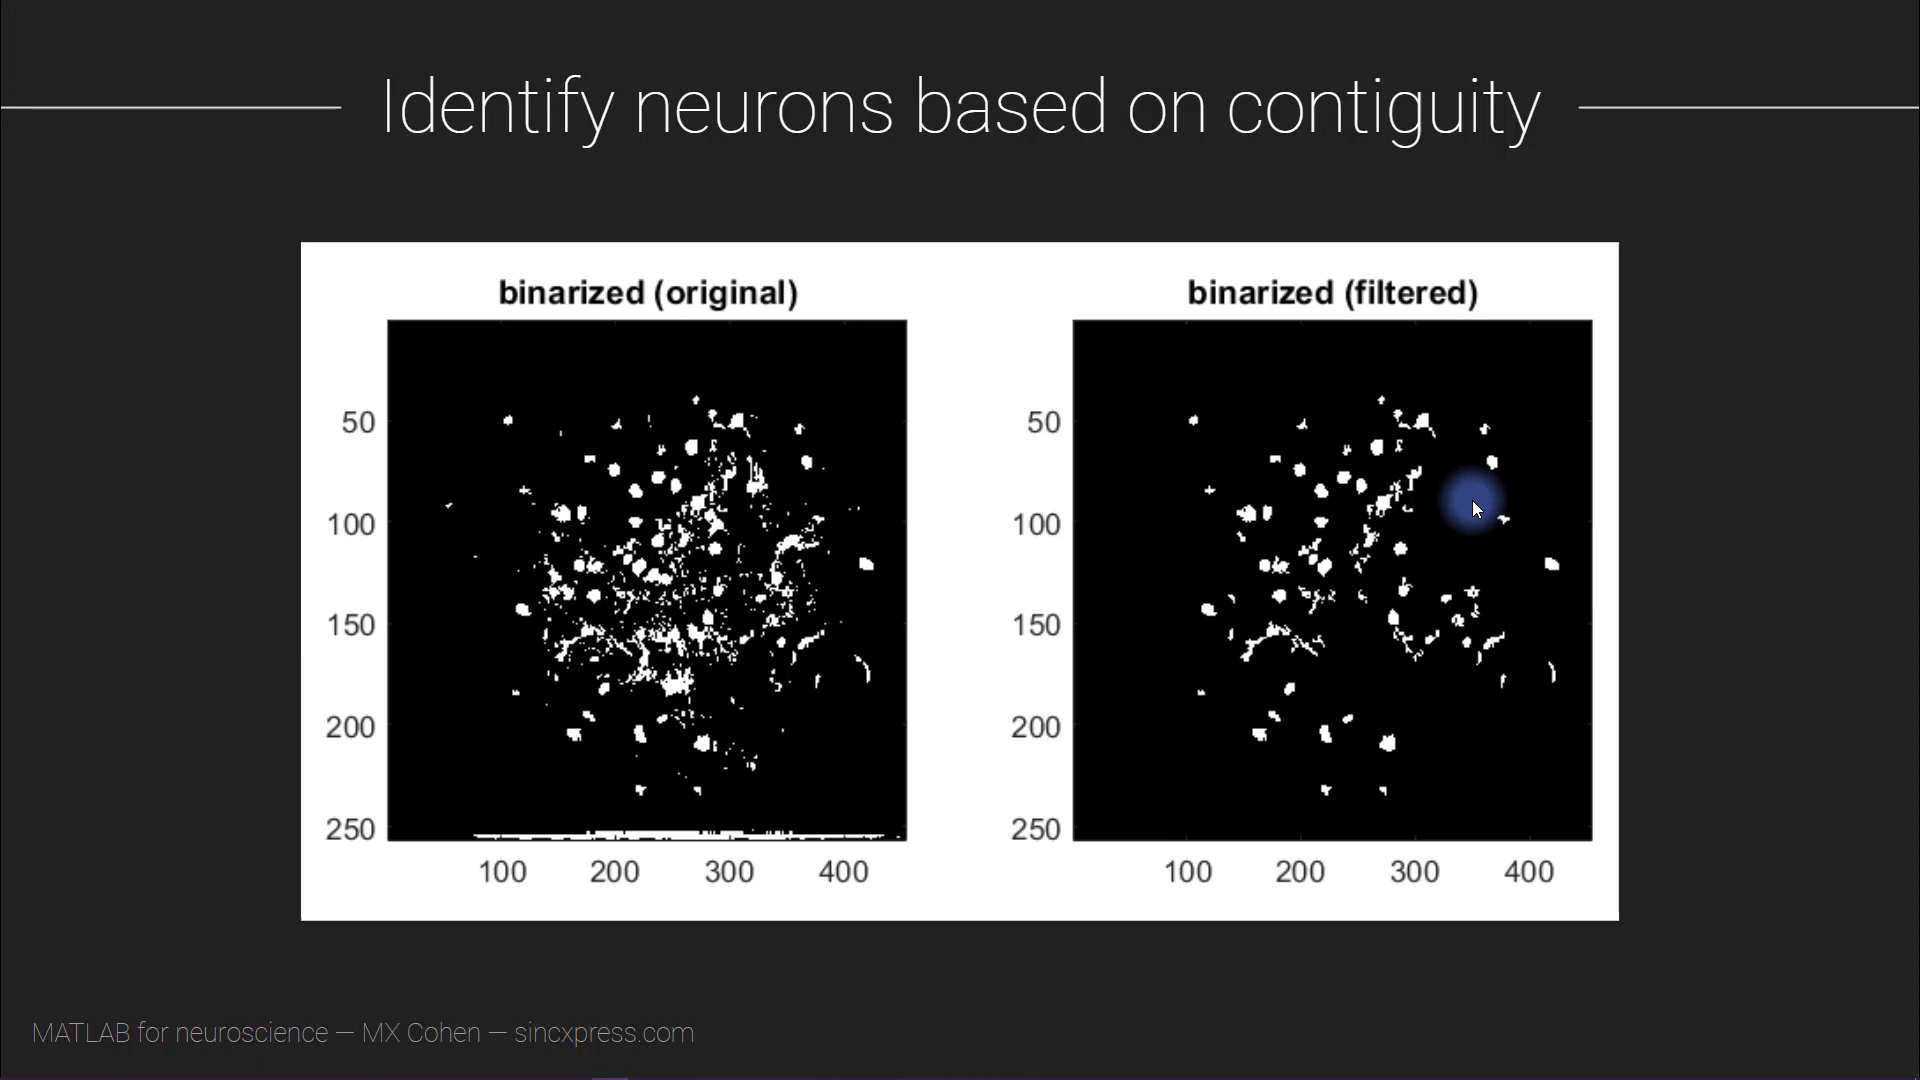 Identify neurons based on contiguity
binarized (original)
50
100
150
200
250
100 200 300 400
binarized (filtered)
50
100
150
200
250
100 200 300 400
MATLAB for neuroscience — MX Cohen — sincxpress.com